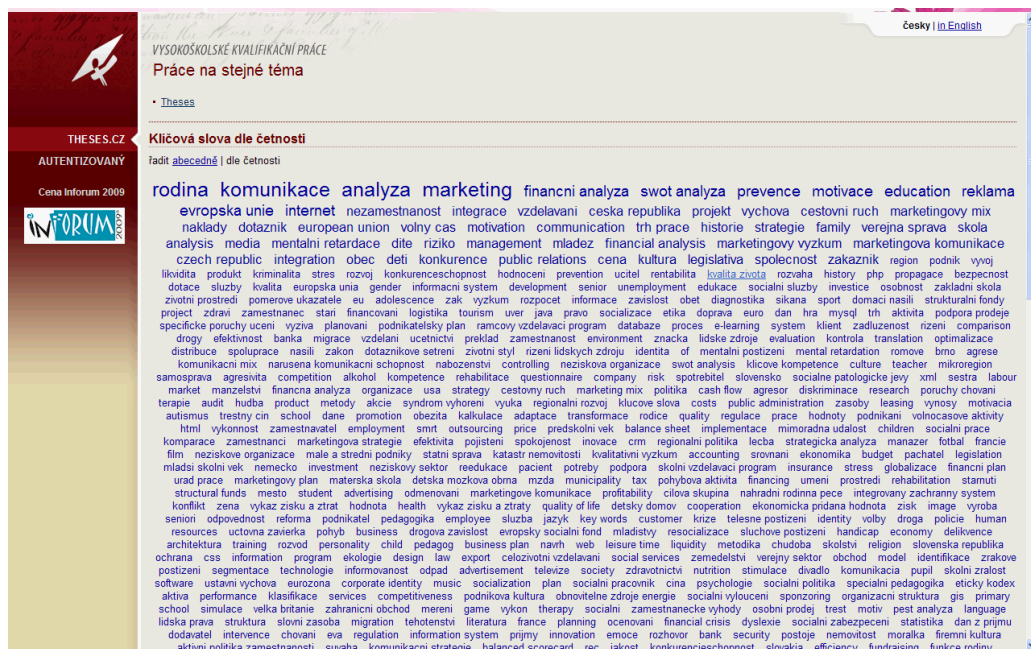 česky | in English
VYSOKOŠKOLSKÉ KVALIFIKAČNÍ PRÁCE
Práce na stejné téma
Theses
THESES.CZ
AUTENTIZOVANÝ
Cena Inforum 2009
INFORUM 2009
Klíčová slova dle četnosti
řadit abecedně | dle četnosti
rodina komunikace analyza marketing financni analyza swot analyza prevence motivace education reklama
evropska unie internet nezamestnanost integrace vzdelavani ceska republika projekt vychova cestovni ruch marketingovy mix
naklady dotaznik european union volny cas motivation communication trh prace historie strategie family verejna sprava skola
analysis media mentalni retardace dite riziko management mladez financial analysis marketingovy vyzkum marketingova komunikace
czech republic integration obec deti konkurence public relations cena kultura legislativa spolecnost zakaznik region podnik vyvoj
likvidita produkt kriminalita stres rozvoj konkurenceschopnost hodnoceni prevention ucitel rentabilita kvalita zivota rozvaha history php propagace bezpecnost
dotace sluzby kvalita europska unia gender informacni system development senior unemployment edukace socialni sluzby investice osobnost zakladni skola
zivotni prostredi pomerove ukazatele eu adolescence zak vyzkum rozpocet informace zavislost obet diagnostika sikana sport domaci nasili strukturalni fondy
project zdravi zamestnanec stari financovani logistika tourism uver java pravo socializace etika doprava euro dan hra mysql trh aktivita podpora prodeje
specificke poruchy uceni vyziva planovani podnikatelsky plan ramcovy vzdelavaci program databaze proces e-learning system klient zadluzenost rizeni comparison
drogy efektivnost banka migrace vzdelani ucetnictvi preklad zamestnanost environment znacka lidske zdroje evaluation kontrola translation optimalizace
distribuce spoluprace nasili zakon dotaznikove setreni zivotni styl rizeni lidskych zdroju identita of mentalni postizeni mental retardation romove brno agrese
komunikacni mix narusena komunikacni schopnost nabozenstvi controlling neziskova organizace swot analysis klicove kompetence culture teacher mikroregion
samosprava agresivita competition alkohol kompetence rehabilitace questionnaire company risk spotrebitel slovensko socialne patologicke jevy xml sestra labour
market manzelstvi financna analyza organizace usa strategy cestovny ruch marketing mix politika cash flow agresor diskriminace research poruchy chovani
terapie audit hudba product metody akcie syndrom vyhoreni vyuka regionalni rozvoj klucove slova costs public administration zasoby leasing vynosy motivacia
autismus trestny cin school dane promotion obezita kalkulace adaptace transformace rodice quality regulace prace hodnoty podnikani volnocasove aktivity
html vykonnost zamestnavatel employment smrt outsourcing price predskolni vek balance sheet implementace mimoradna udalost children socialni prace
komparace zamestnanci marketingova strategie efektivita pojisteni spokojenost inovace crm regionalni politika lecba strategicka analyza manazer fotbal francie
film neziskove organizace male a stredni podniky statni sprava katastr nemovitosti kvalitativni vyzkum accounting srovnani ekonomika budget pachatel legislation
mladsi skolni vek nemecko investment neziskovy sektor reedukace pacient potreby podpora skolni vzdelavaci program insurance stress globalizace financni plan
urad prace marketingovy plan materska skola detska mozkova obrna mzda municipality tax pohybova aktivita financing umeni prostredi rehabilitation starnuti
structural funds mesto student advertising odmenovani marketingove komunikace profitability cilova skupina nahradni rodinna pece integrovany zachranny system
konflikt zena vykaz zisku a ztrat hodnota health vykaz zisku a ztraty quality of life detsky domov cooperation ekonomicka pridana hodnota zisk image vyroba
seniori odpovednost reforma podnikatel pedagogika employee sluzba jazyk key words customer krize telesne postizeni identity volby droga policie human
resources uctovna zavierka pohyb business drogova zavislost evropsky socialni fond mladistvy resocializace sluchove postizeni handicap economy delikvence
architektura training rozvod personality child pedagog business plan navrh web leisure time liquidity metodika chudoba skolstvi religion slovenska republika
ochrana css information program ekologie design law export celozivotni vzdelavani social services zemedelstvi verejny sektor obchod model identifikace zrakove
postizeni segmentace technologie informovanost odpad advertisement televize society zdravotnictvi nutrition stimulace divadlo komunikacia pupil skolni zralost
software ustavni vychova eurozona corporate identity music socialization plan socialni pracovnik cina psychologie socialni politika specialni pedagogika eticky kodex
aktiva performance klasifikace services competitiveness podnikova kultura obnovitelne zdroje energie socialni vylouceni sponzoring organizacni struktura gis primary
school simulace velka britanie zahranicni obchod mereni game vykon therapy socialni zamestnanecke vyhody osobni prodej trest motiv pest analyza language
lidska prava struktura slovni zasoba migration tehotenstvi literatura france planning ocenovani financial crisis dyslexie socialni zabezpeceni statistika dan z prijmu
dodavatel intervence chovani eva regulation information system prijmy innovation emoce rozhovor bank security postoje nemovitost moralka firemni kultura
aktivni politika zamestnanosti suvaha komunikacni strategie balanced scorecard rec jakost konkurencieschopnost slovakia efficiency fundraising funkce rodiny